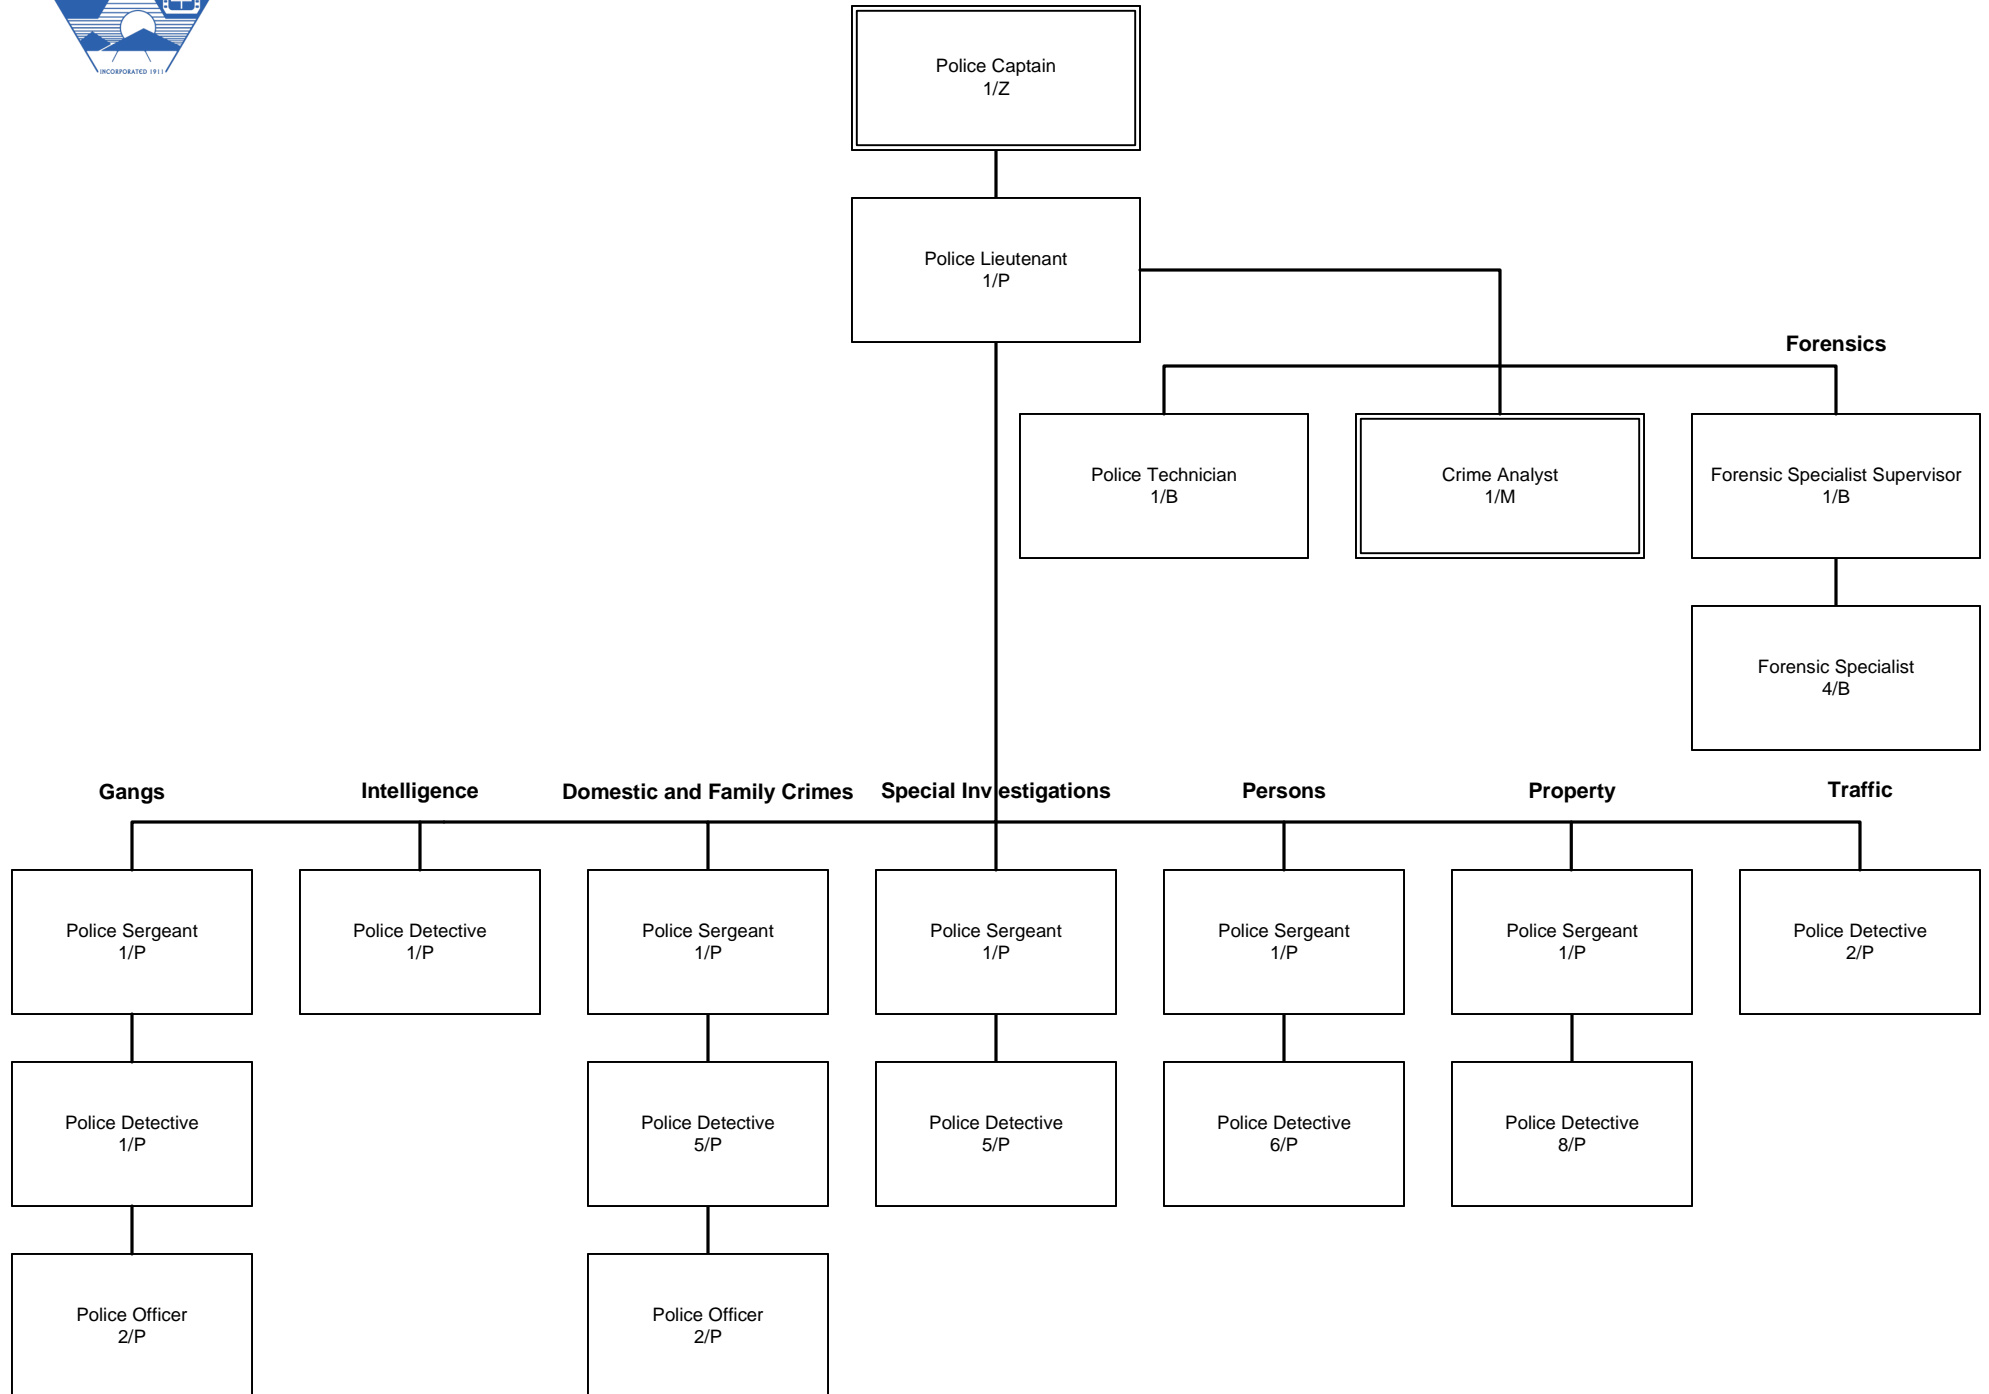 INCORPORATED 1911
Police Captain
1/Z
Police Lieutenant
1/P
Forensics
Police Technician
1/B
Crime Analyst
1/M
Forensic Specialist Supervisor
1/B
Forensic Specialist
4/B
Gangs
Intelligence
Domestic and Family Crimes
Special Investigations
Persons
Property
Traffic
Police Sergeant
1/P
Police Detective
1/P
Police Sergeant
1/P
Police Sergeant
1/P
Police Sergeant
1/P
Police Sergeant
1/P
Police Detective
2/P
Police Detective
1/P
Police Detective
5/P
Police Detective
5/P
Police Detective
6/P
Police Detective
8/P
Police Officer
2/P
Police Officer
2/P